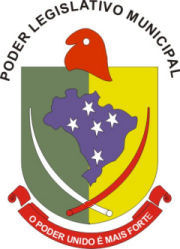 PODER LEGISLATIVO MUNICIPAL
O PODER UNIDO É MAIS FORTE